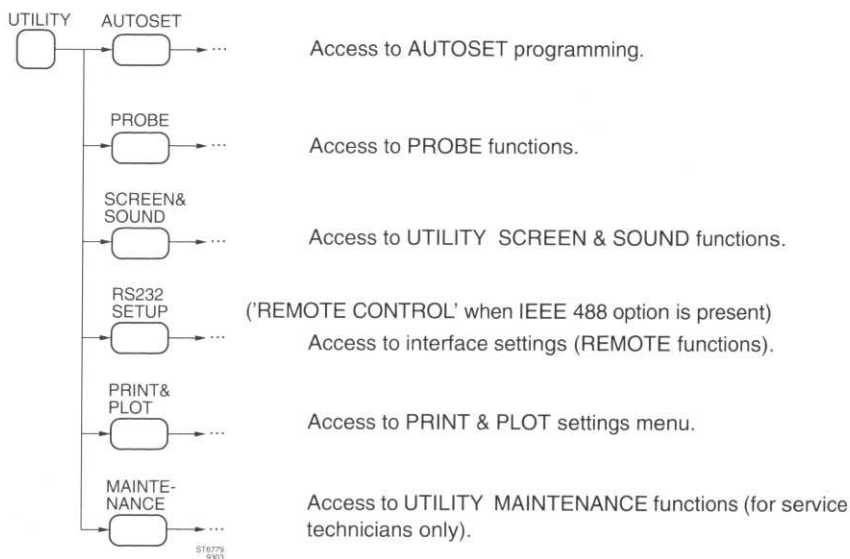 UTILITY AUTOSET
... Access to AUTOSET programming.
PROBE
... Access to PROBE functions.
SCREEN&
SOUND
... Access to UTILITY SCREEN & SOUND functions.
RS232
SETUP ('REMOTE CONTROL' when IEEE 488 option is present)
... Access to interface settings (REMOTE functions).
PRINT&
PLOT
... Access to PRINT & PLOT settings menu.
MAINTE-
NANCE
Access to UTILITY MAINTENANCE functions (for service
... technicians only).
ST6779
9303